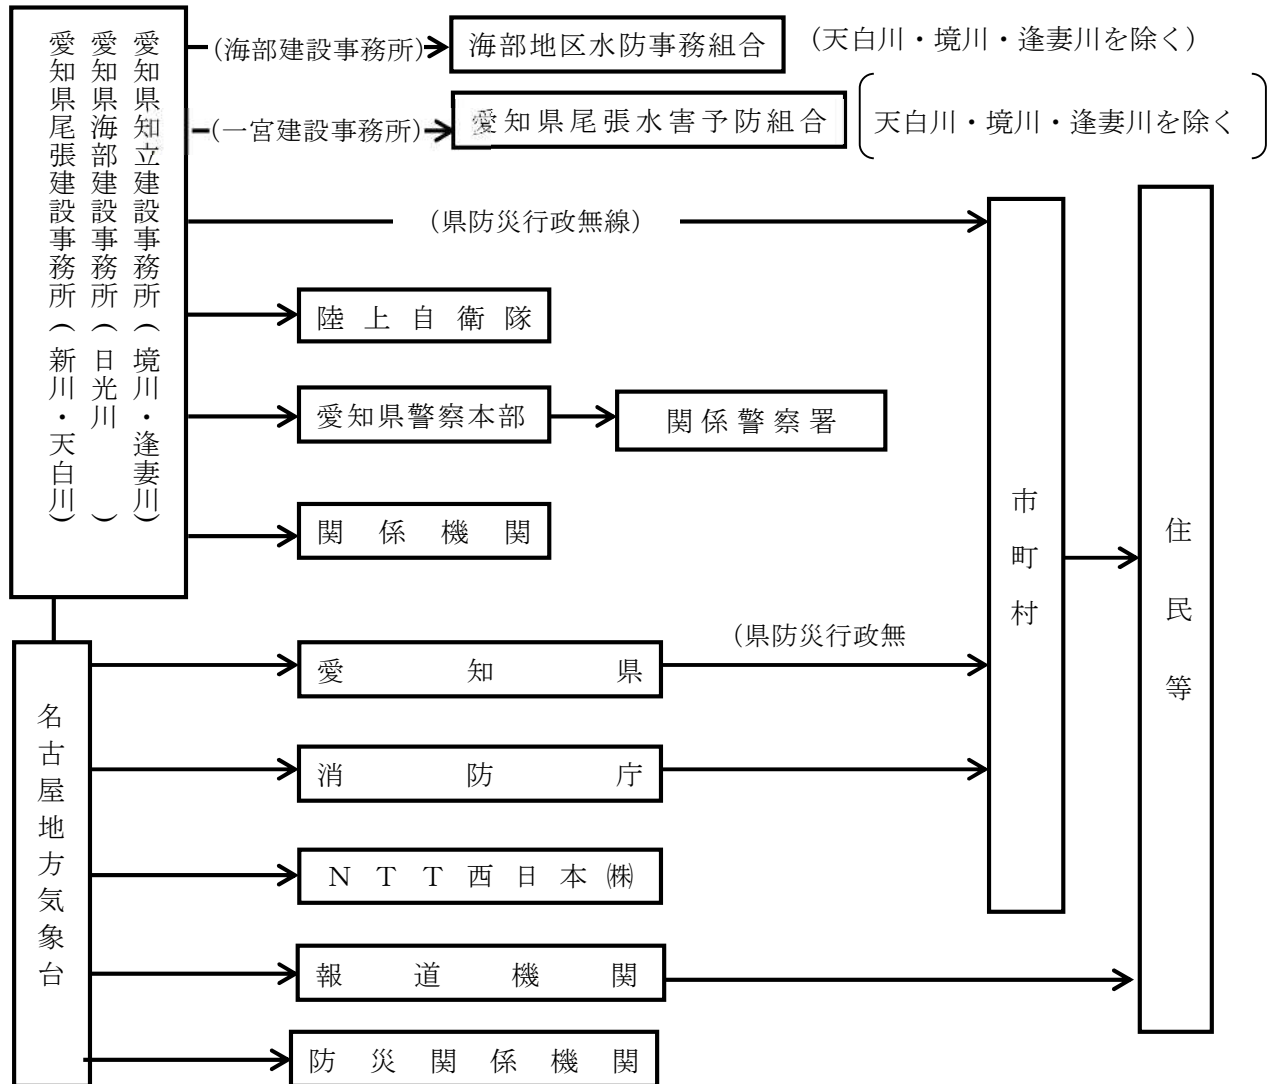 愛知県知立建設事務所(境川・逢妻川)
愛知県海部建設事務所(日光川　　)
愛知県尾張建設事務所(新川・天白川)
(海部建設事務所)
海部地区水防事務組合
(天白川・境川・逢妻川を除く)
(一宮建設事務所)
愛知県尾張水害予防組合
天白川・境川・逢妻川を除く
(県防災行政無線)
陸上自衛隊
愛知県警察本部
関係警察署
関係機関
名古屋地方気象台
愛知県
(県防災行政無
消防庁
NTT西日本㈱
報道機関
防災関係機関
市町村
住民等